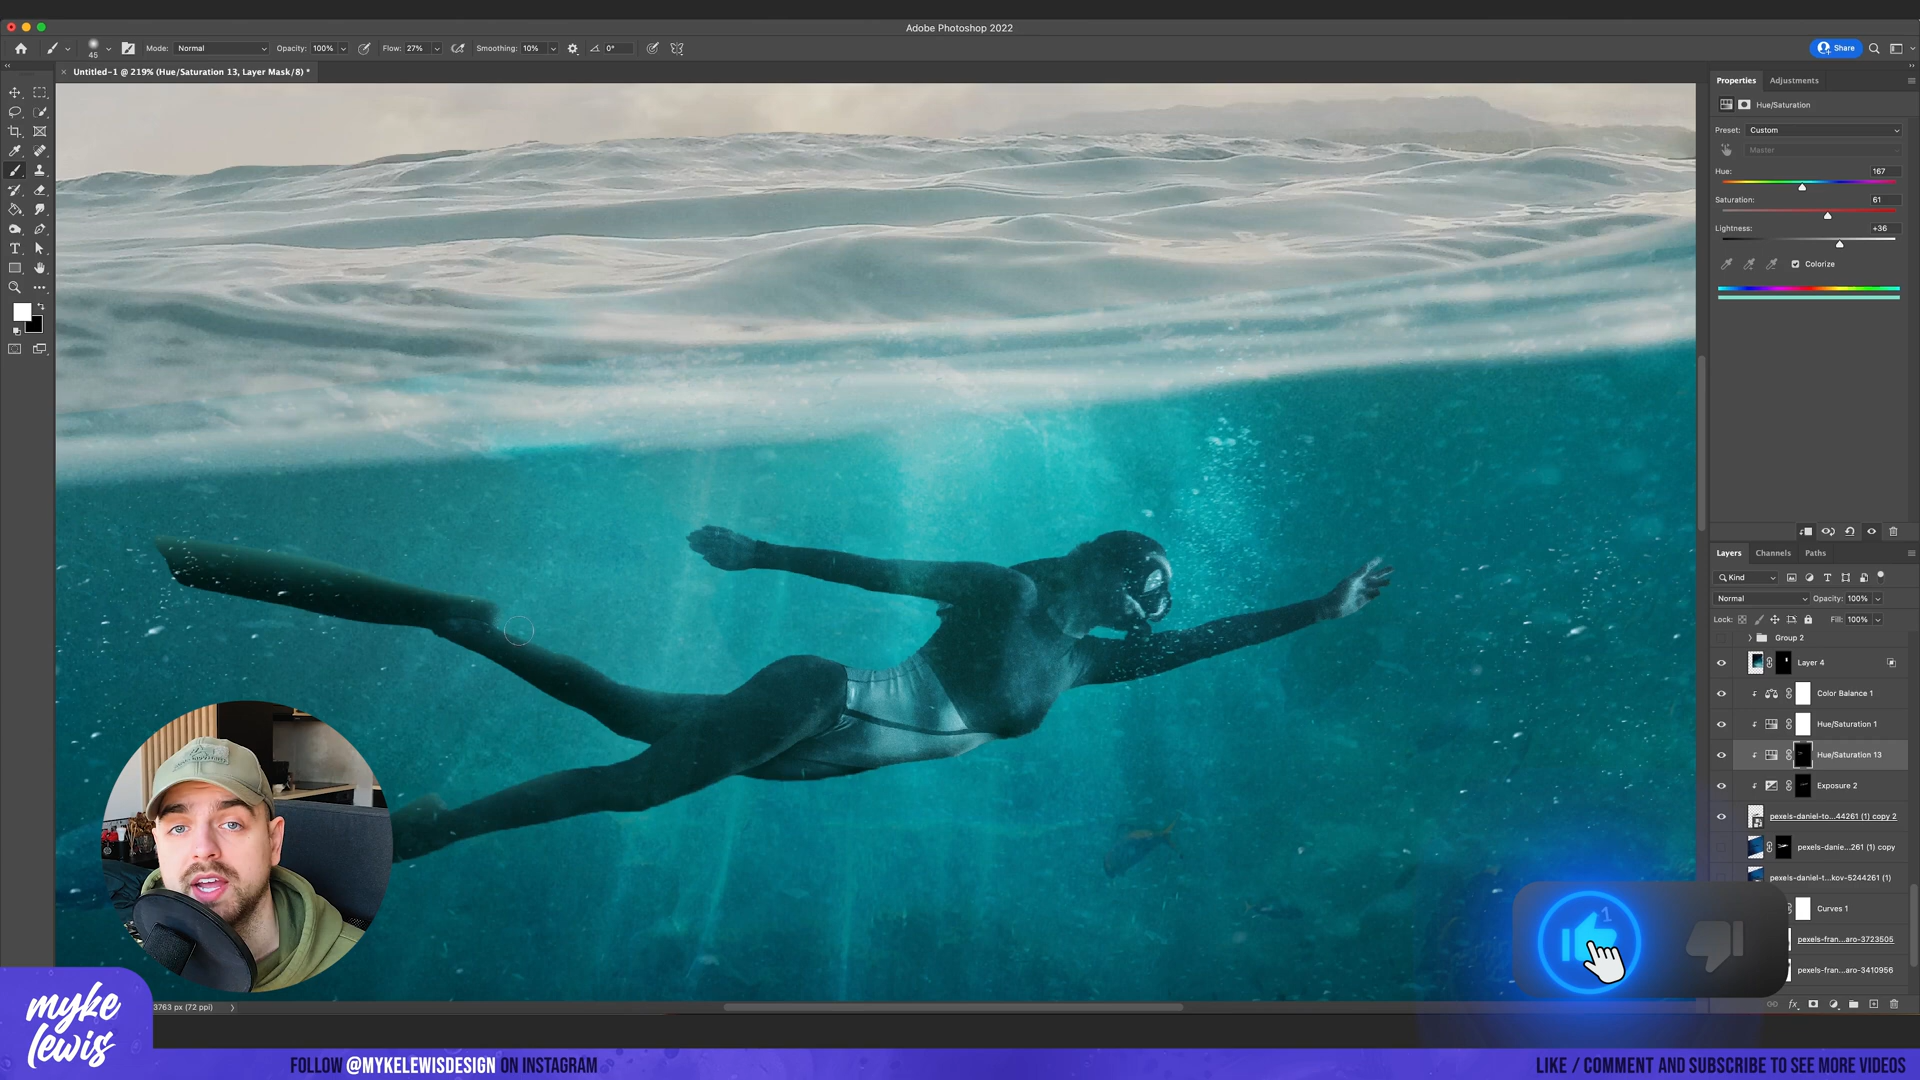 Adobe Photoshop 2022
45
Mode: Normal
Opacity: 100%
Flow: 27%
Smoothing: 10%
0°
Share
Untitled-1 @ 219% (Hue/Saturation 13, Layer Mask/8) *
Properties
Adjustments
Hue/Saturation
Preset: Custom
Master
Hue: 167
Saturation: 61
Lightness: +36
Colorize
Layers
Channels
Paths
Kind
Normal
Opacity: 100%
Lock:
Fill: 100%
Group 2
Layer 4
Color Balance 1
Hue/Saturation 1
Hue/Saturation 13
Exposure 2
pexels-daniel-to...44261 (1) copy 2
pexels-danie...261 (1) copy
pexels-daniel-t...kov-5244261 (1)
Curves 1
pexels-fran...aro-3723505
pexels-fran...aro-3410956
1
3763 px (72 ppi)
myke
lewis
FOLLOW @MYKELEWISDESIGN ON INSTAGRAM
LIKE / COMMENT AND SUBSCRIBE TO SEE MORE VIDEOS